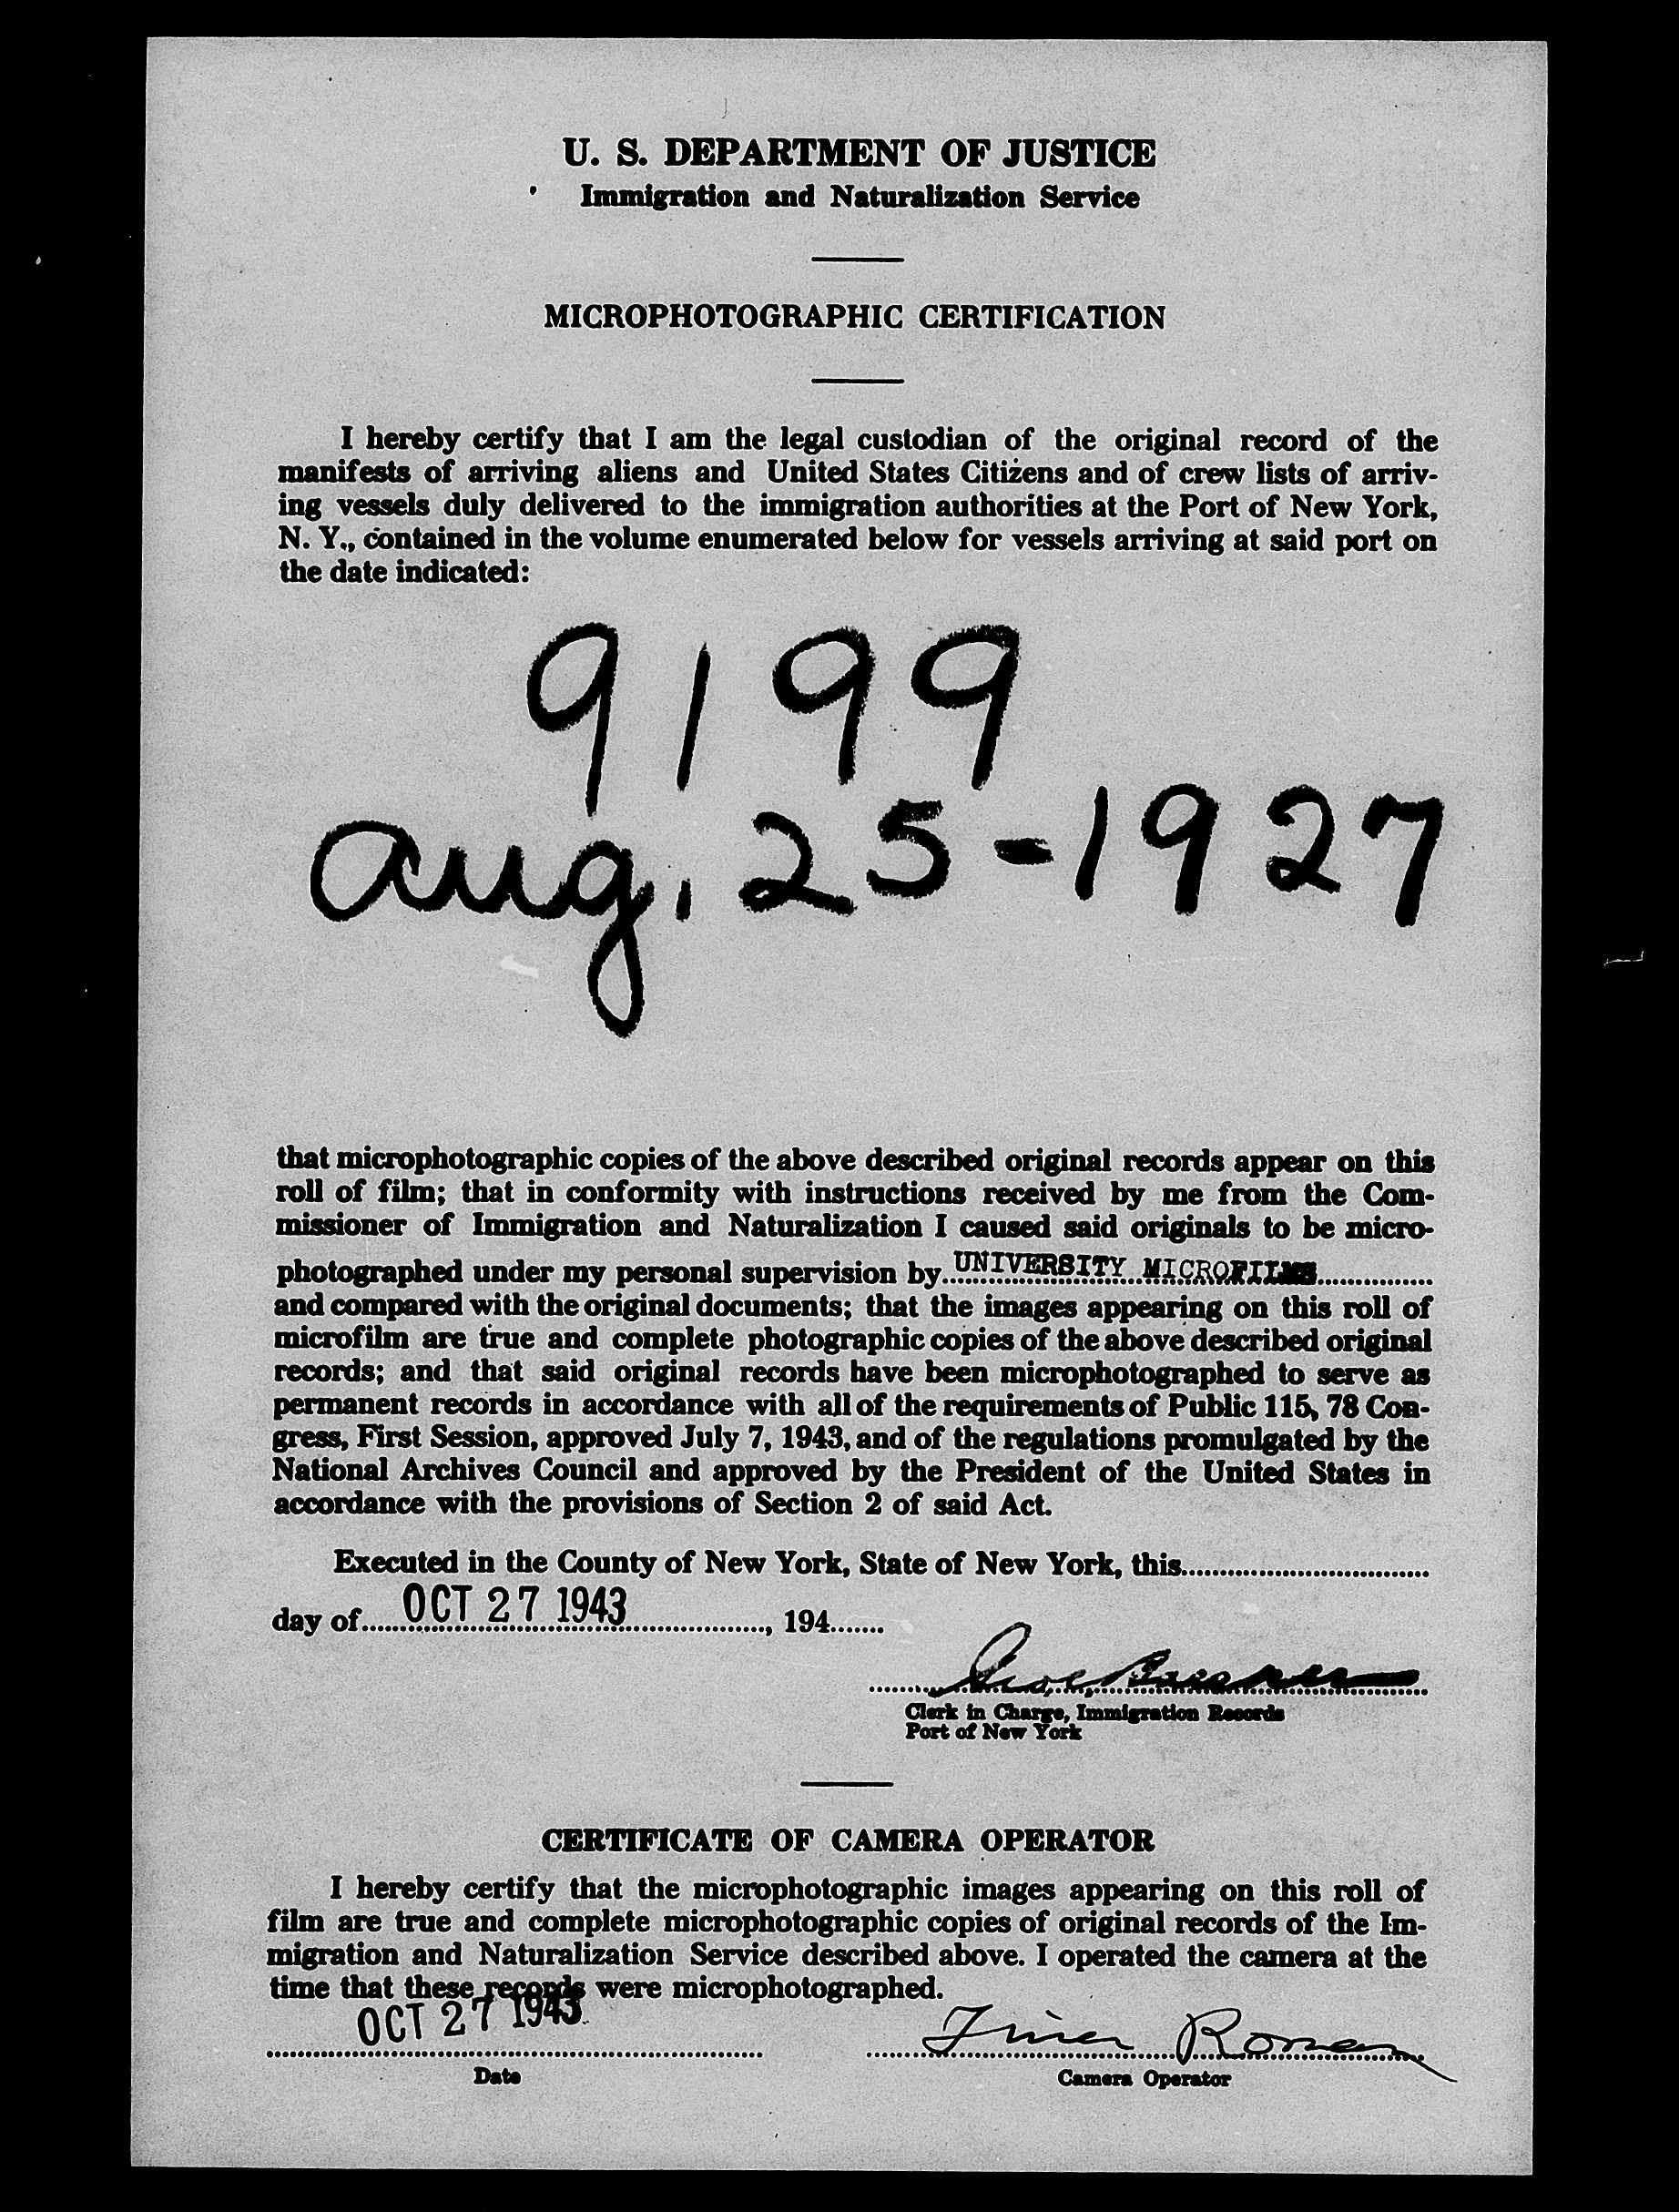 U. S. DEPARTMENT OF JUSTICE
Immigration and Naturalization Service
MICROPHOTOGRAPHIC CERTIFICATION
I hereby certify that I am the legal custodian of the original record of the
manifests of arriving aliens and United States Citizens and of crew lists of arriv-
ing vessels duly delivered to the immigration authorities at the Port of New York,
N. Y., contained in the volume enumerated below for vessels arriving at said port on
the date indicated:
9199
Aug. 25-1927
that microphotographic copies of the above described original records appear on this
roll of film; that in conformity with instructions received by me from the Com-
missioner of Immigration and Naturalization I caused said originals to be micro-
photographed under my personal supervision by UNIVERSITY MICROFILMS
and compared with the original documents; that the images appearing on this roll of
microfilm are true and complete photographic copies of the above described original
records; and that said original records have been microphotographed to serve as
permanent records in accordance with all of the requirements of Public 115, 78 Con-
gress, First Session, approved July 7, 1943, and of the regulations promulgated by the
National Archives Council and approved by the President of the United States in
accordance with the provisions of Section 2 of said Act.
Executed in the County of New York, State of New York, this
day of OCT 27 1943, 194
Clerk in Charge, Immigration Records
Port of New York
CERTIFICATE OF CAMERA OPERATOR
I hereby certify that the microphotographic images appearing on this roll of
film are true and complete microphotographic copies of original records of the Im-
migration and Naturalization Service described above. I operated the camera at the
time that these records were microphotographed.
OCT 27 1943
Date
Camera Operator